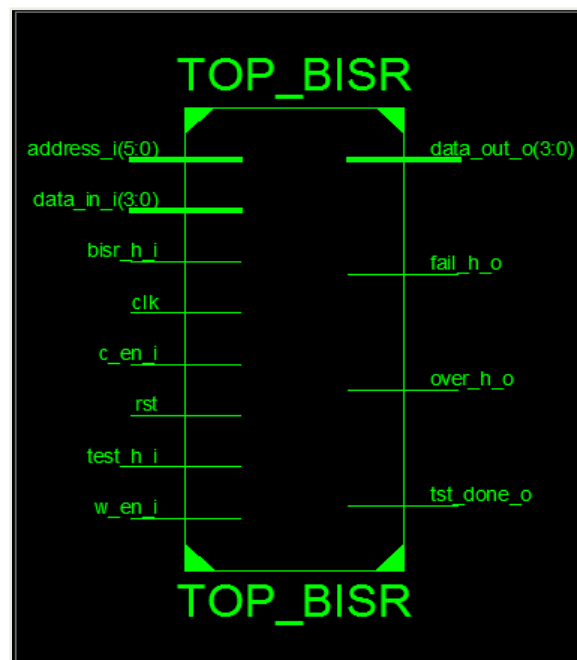 TOP_BISR
address_i(5:0)
data_in_i(3:0)
bisr_h_i
clk
c_en_i
rst
test_h_i
w_en_i
data_out_o(3:0)
fail_h_o
over_h_o
tst_done_o
TOP_BISR